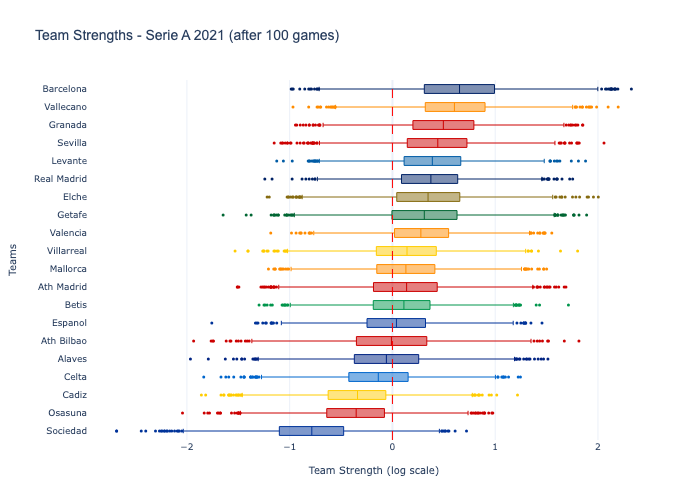 Team Strengths - Serie A 2021 (after 100 games)
Barcelona
Vallecano
Granada
Sevilla
Levante
Real Madrid
Elche
Getafe
Valencia
Villarreal
Mallorca
Ath Madrid
Betis
Espanol
Ath Bilbao
Alaves
Celta
Cadiz
Osasuna
Sociedad
Teams
−2 −1 0 1 2
Team Strength (log scale)